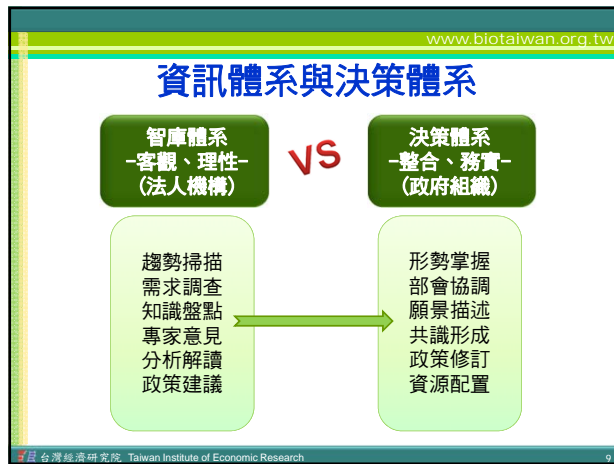 www.biotaiwan.org.tw
資訊體系與決策體系
智庫體系
-客觀、理性-
(法人機構)
VS
決策體系
-整合、務實-
(政府組織)
趨勢掃描
需求調查
知識盤點
專家意見
分析解讀
政策建議
形勢掌握
部會協調
願景描述
共識形成
政策修訂
資源配置
台灣經濟研究院 Taiwan Institute of Economic Research
9